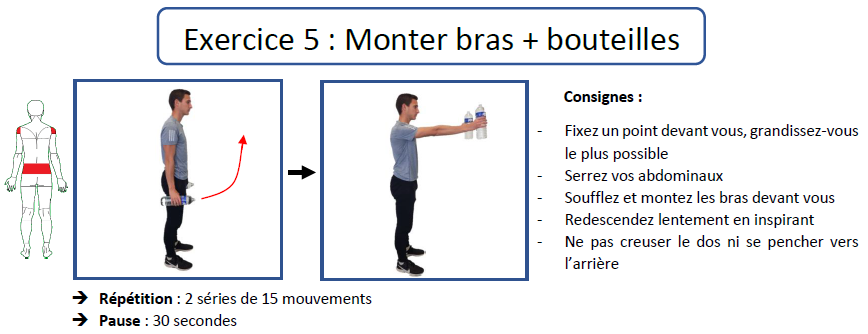 Exercice 5 : Monter bras + bouteilles
Consignes :
- Fixez un point devant vous, grandissez-vous
le plus possible
- Serrez vos abdominaux
- Soufflez et montez les bras devant vous
- Redescendez lentement en inspirant
- Ne pas creuser le dos ni se pencher vers
l’arrière
➔ Répétition : 2 séries de 15 mouvements
➔ Pause : 30 secondes